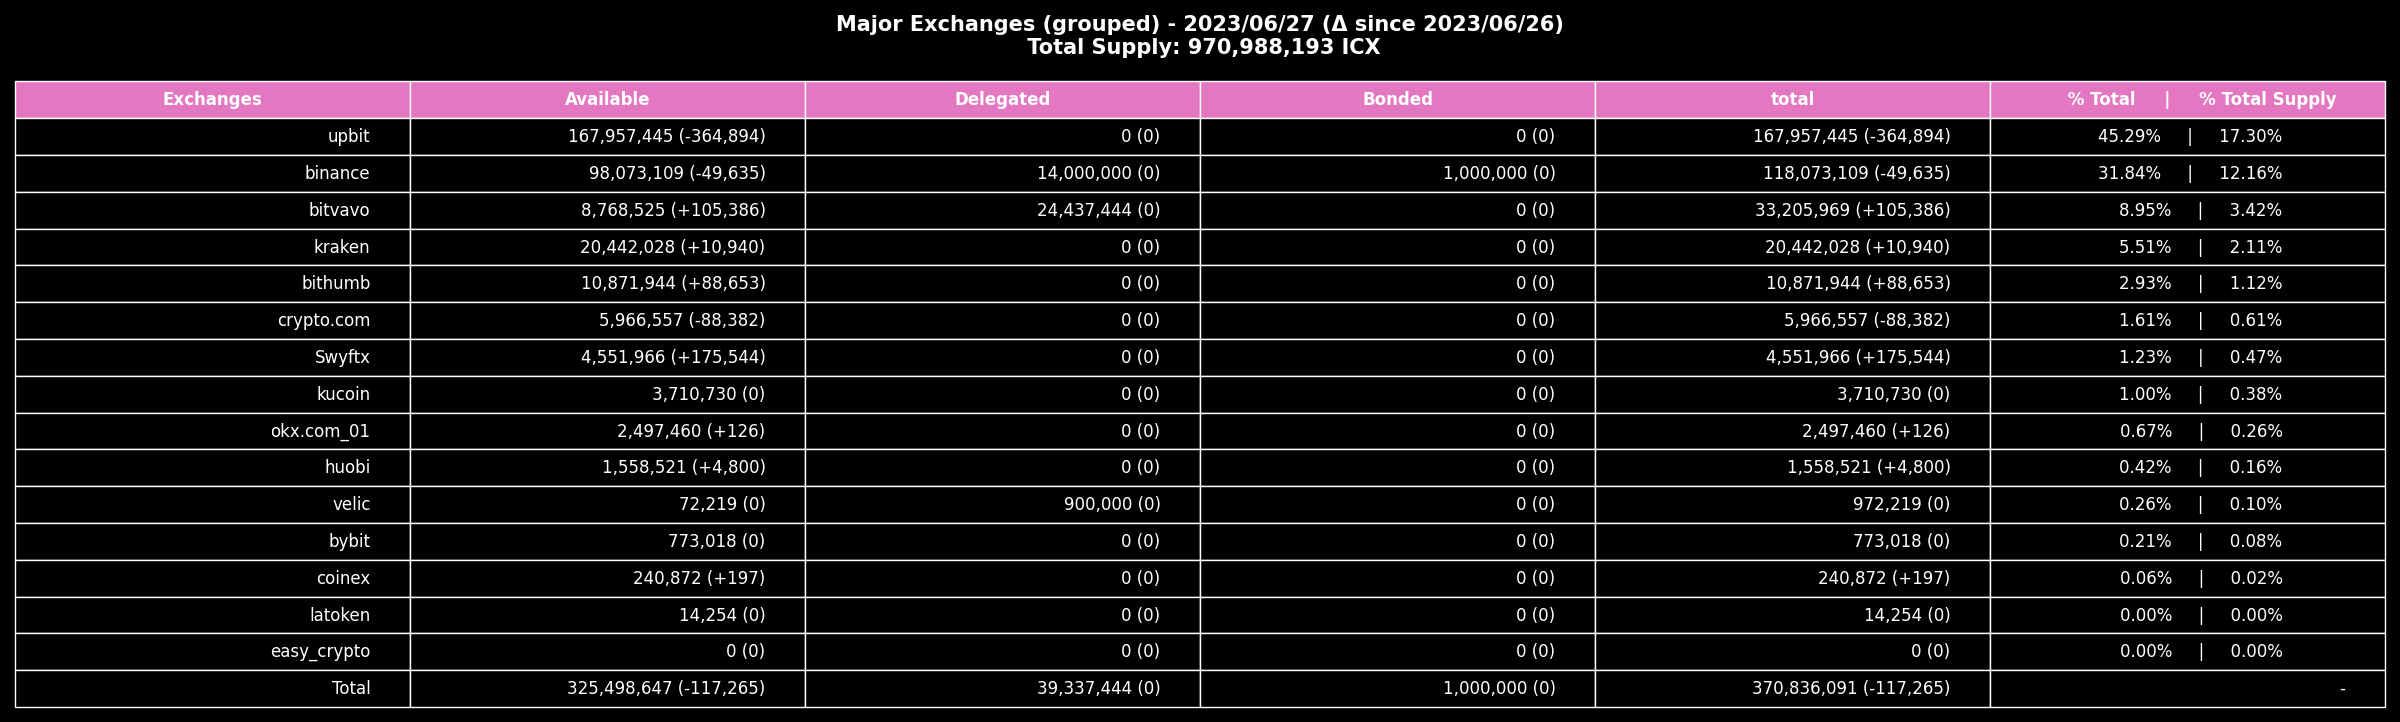 Major Exchanges (grouped) - 2023/06/27 (Δ since 2023/06/26)
Total Supply: 970,988,193 ICX
Exchanges Available Delegated Bonded total % Total | % Total Supply
upbit 167,957,445 (-364,894) 0 (0) 0 (0) 167,957,445 (-364,894) 45.29% | 17.30%
binance 98,073,109 (-49,635) 14,000,000 (0) 1,000,000 (0) 118,073,109 (-49,635) 31.84% | 12.16%
bitvavo 8,768,525 (+105,386) 24,437,444 (0) 0 (0) 33,205,969 (+105,386) 8.95% | 3.42%
kraken 20,442,028 (+10,940) 0 (0) 0 (0) 20,442,028 (+10,940) 5.51% | 2.11%
bithumb 10,871,944 (+88,653) 0 (0) 0 (0) 10,871,944 (+88,653) 2.93% | 1.12%
crypto.com 5,966,557 (-88,382) 0 (0) 0 (0) 5,966,557 (-88,382) 1.61% | 0.61%
Swyftx 4,551,966 (+175,544) 0 (0) 0 (0) 4,551,966 (+175,544) 1.23% | 0.47%
kucoin 3,710,730 (0) 0 (0) 0 (0) 3,710,730 (0) 1.00% | 0.38%
okx.com_01 2,497,460 (+126) 0 (0) 0 (0) 2,497,460 (+126) 0.67% | 0.26%
huobi 1,558,521 (+4,800) 0 (0) 0 (0) 1,558,521 (+4,800) 0.42% | 0.16%
velic 72,219 (0) 900,000 (0) 0 (0) 972,219 (0) 0.26% | 0.10%
bybit 773,018 (0) 0 (0) 0 (0) 773,018 (0) 0.21% | 0.08%
coinex 240,872 (+197) 0 (0) 0 (0) 240,872 (+197) 0.06% | 0.02%
latoken 14,254 (0) 0 (0) 0 (0) 14,254 (0) 0.00% | 0.00%
easy_crypto 0 (0) 0 (0) 0 (0) 0 (0) 0.00% | 0.00%
Total 325,498,647 (-117,265) 39,337,444 (0) 1,000,000 (0) 370,836,091 (-117,265) -